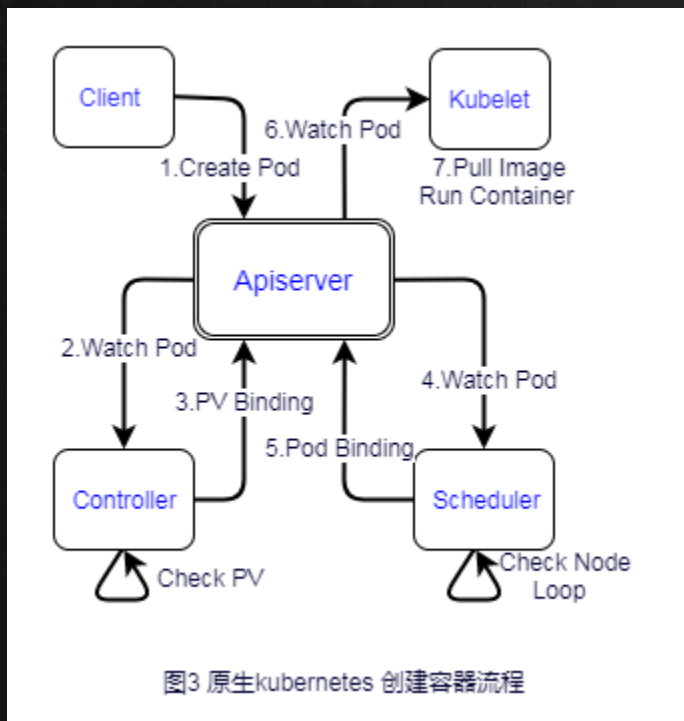 Client
Kubelet
6.Watch Pod
1.Create Pod
7.Pull Image
Run Container
Apiserver
2.Watch Pod
4.Watch Pod
3.PV Binding
5.Pod Binding
Controller
Scheduler
Check PV
Check Node
Loop
图3 原生kubernetes 创建容器流程